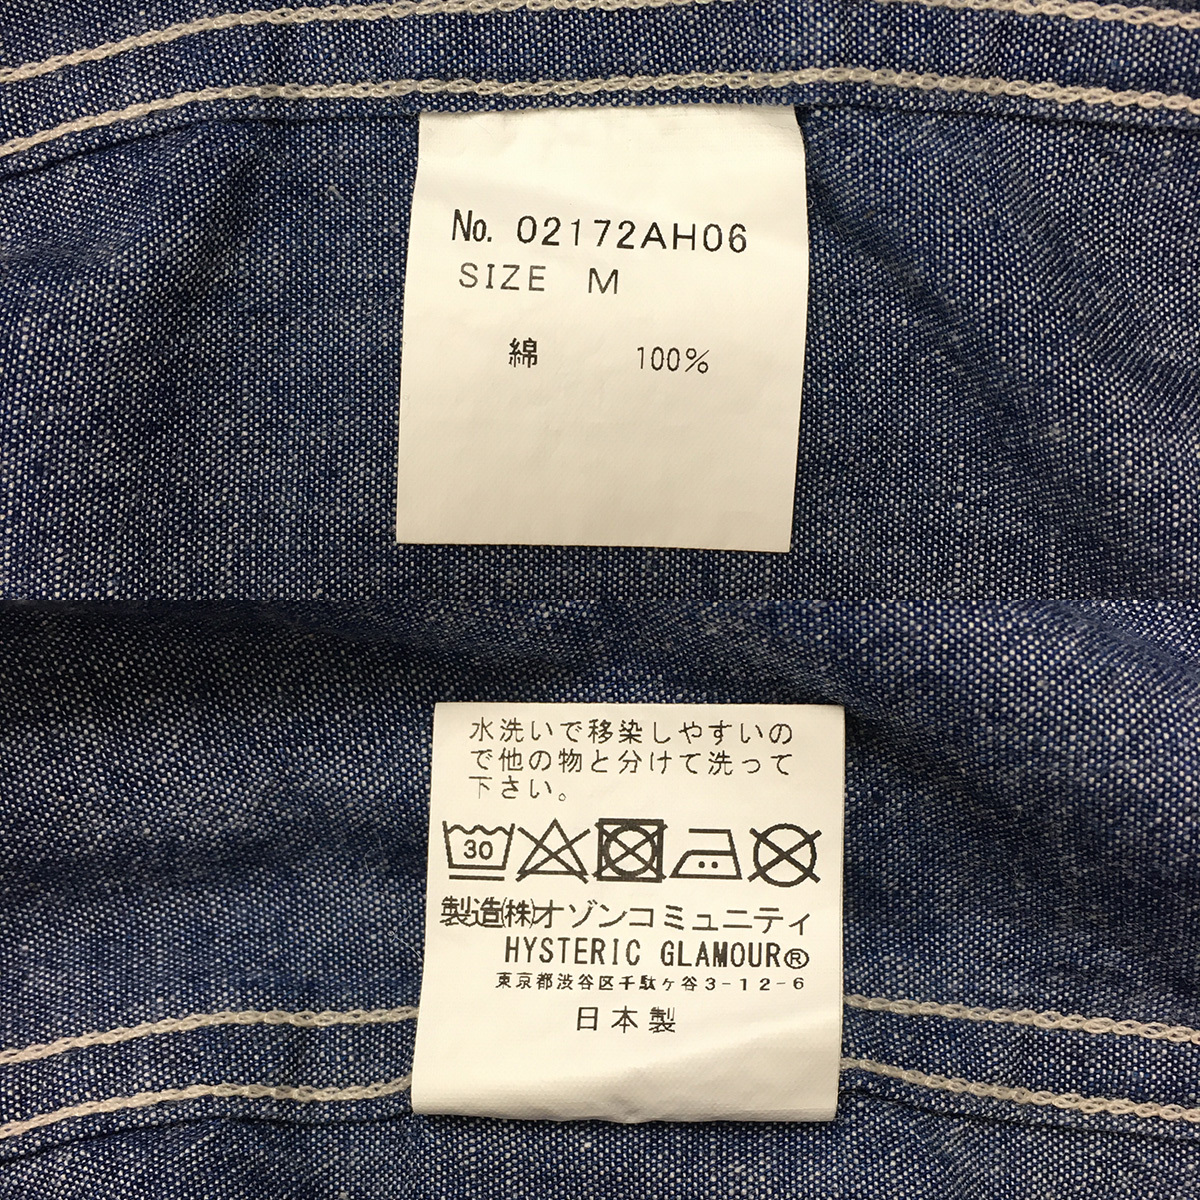 No. 02172AH06
SIZE M
綿 100%
水洗いで移染しやすいの
で他の物と分けて洗って
下さい。
30
製造(株)オゾンコミュニティ
HYSTERIC GLAMOUR®
東京都渋谷区千駄ヶ谷3-12-6
日本製